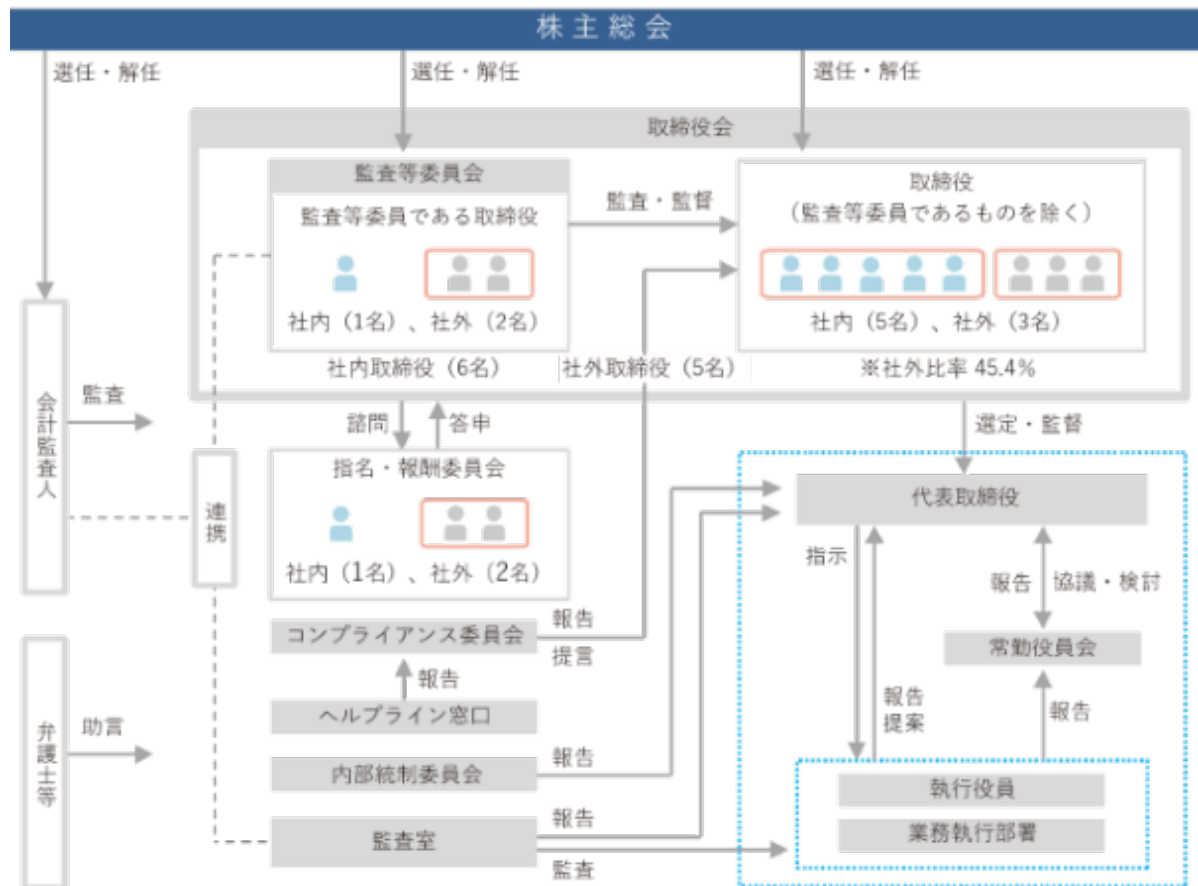 株主総会
選任・解任
選任・解任
選任・解任
取締役会
監査等委員会
監査等委員である取締役
社内（1名）、社外（2名）
監査・監督
取締役
（監査等委員であるものを除く）
社内（5名）、社外（3名）
社内取締役（6名）
社外取締役（5名）
※社外比率 45.4%
会計監査人
監査
諮問
答申
選定・監督
指名・報酬委員会
社内（1名）、社外（2名）
連携
代表取締役
指示
報告
協議・検討
コンプライアンス委員会
報告
提言
常勤役員会
報告
ヘルプライン窓口
報告
提案
報告
弁護士等
助言
内部統制委員会
報告
執行役員
監査室
報告
監査
業務執行部署